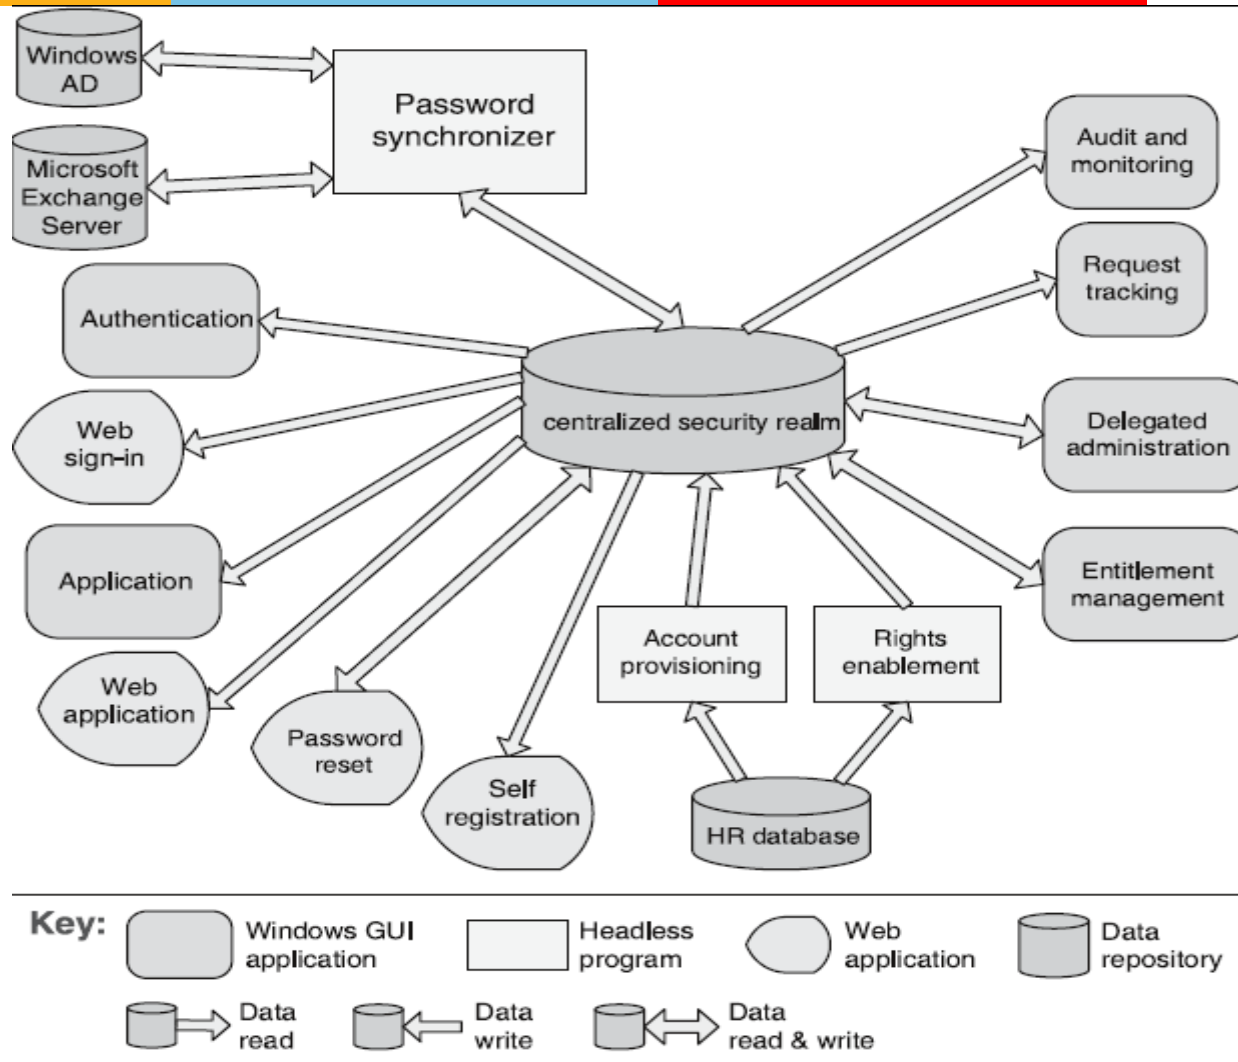 Windows
AD
Password
synchronizer
Microsoft
Exchange
Server
Audit and
monitoring
Request
tracking
Authentication
Web
sign-in
centralized security realm
Delegated
administration
Application
Entitlement
management
Account
provisioning
Rights
enablement
Web
application
Password
reset
Self
registration
HR database
Key:
Windows GUI
application
Headless
program
Web
application
Data
repository
Data
read
Data
write
Data
read & write